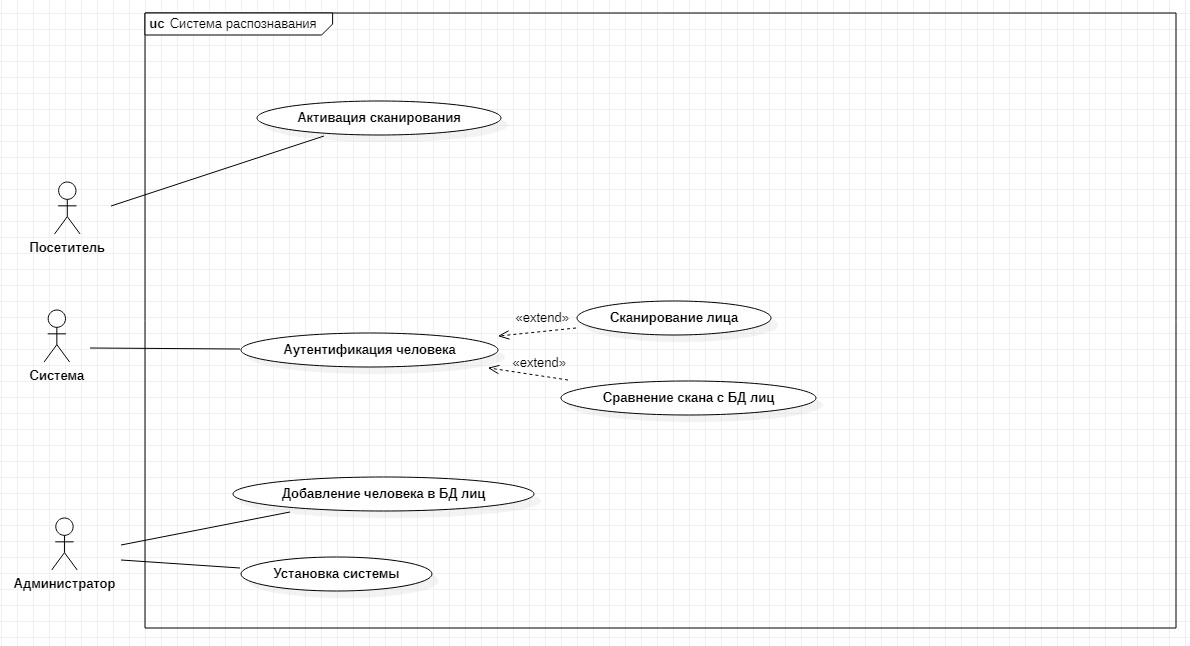 uc Система распознавания
Активация сканирования
Посетитель
«extend»
Сканирование лица
Аутентификация человека
Система
«extend»
Сравнение скана с БД лиц
Добавление человека в БД лиц
Установка системы
Администратор